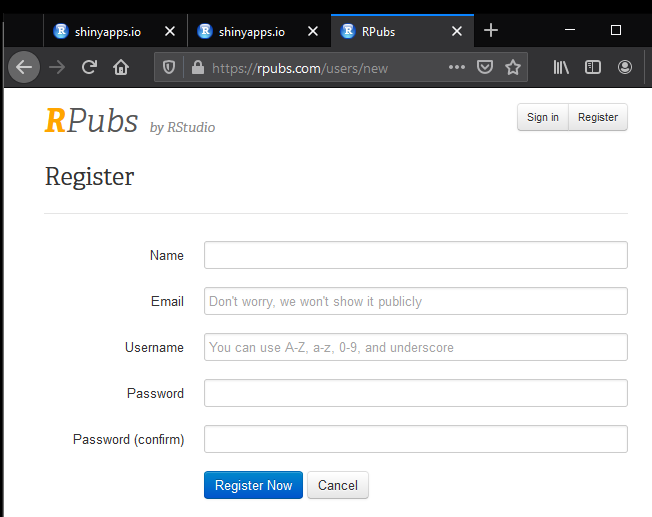 shinyapps.io
shinyapps.io
RPubs
https://rpubs.com/users/new
RPubs by RStudio
Sign in
Register
Register
Name
Email
Don't worry, we won't show it publicly
Username
You can use A-Z, a-z, 0-9, and underscore
Password
Password (confirm)
Register Now
Cancel